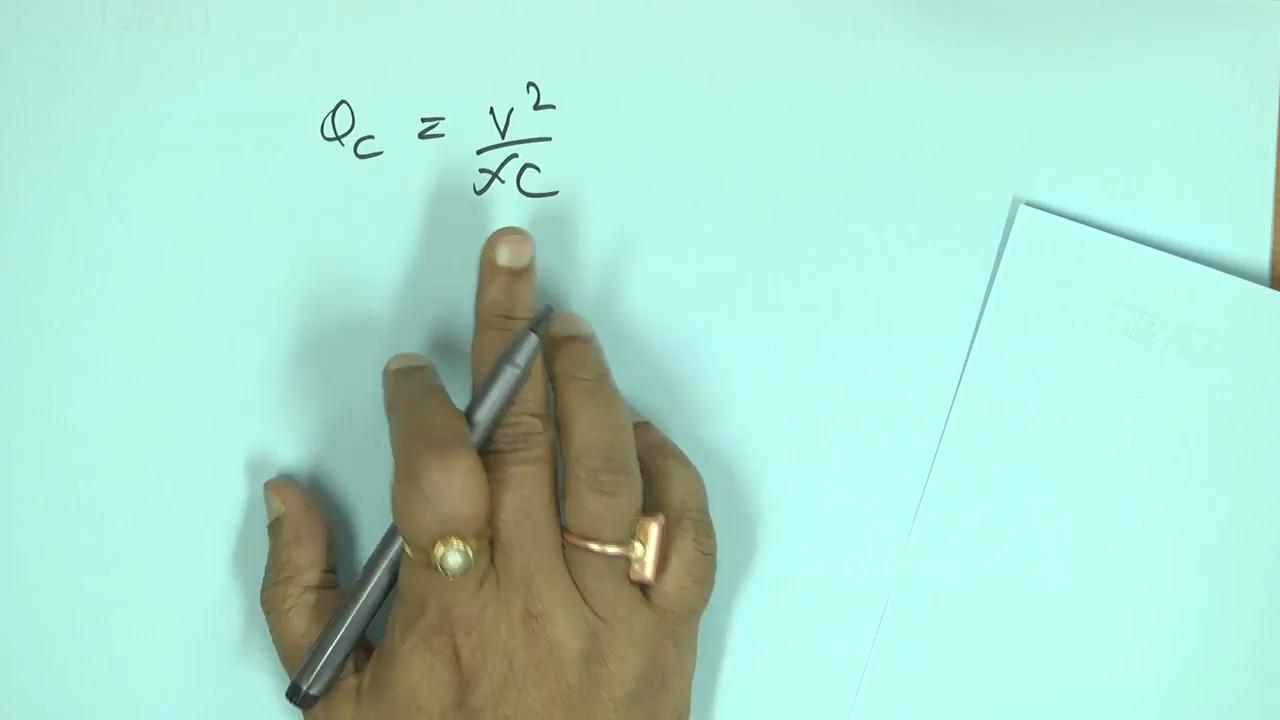 Qc = V²/XC